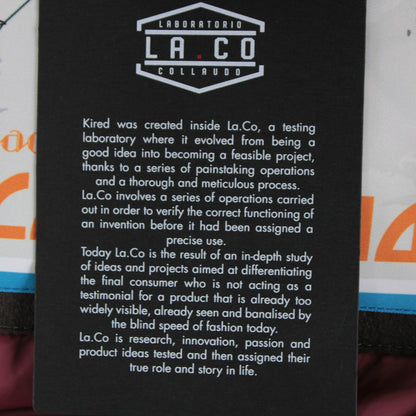 LABORATORIO
LA.CO
COLLAUDO
Kired was created inside La.Co, a testing
laboratory where it evolved from being a
good idea into becoming a feasible project,
thanks to a series of painstaking operations
and a thorough and meticulous process.
La.Co involves a series of operations carried
out in order to verify the correct functioning of
an invention before it had been assigned a
precise use.
Today La.Co is the result of an in-depth study
of ideas and projects aimed at differentiating
the final consumer who is not acting as a
testimonial for a product that is already too
widely visible, already seen and banalised by
the blind speed of fashion today.
La.Co is research, innovation, passion and
product ideas tested and then assigned their
true role and story in life.